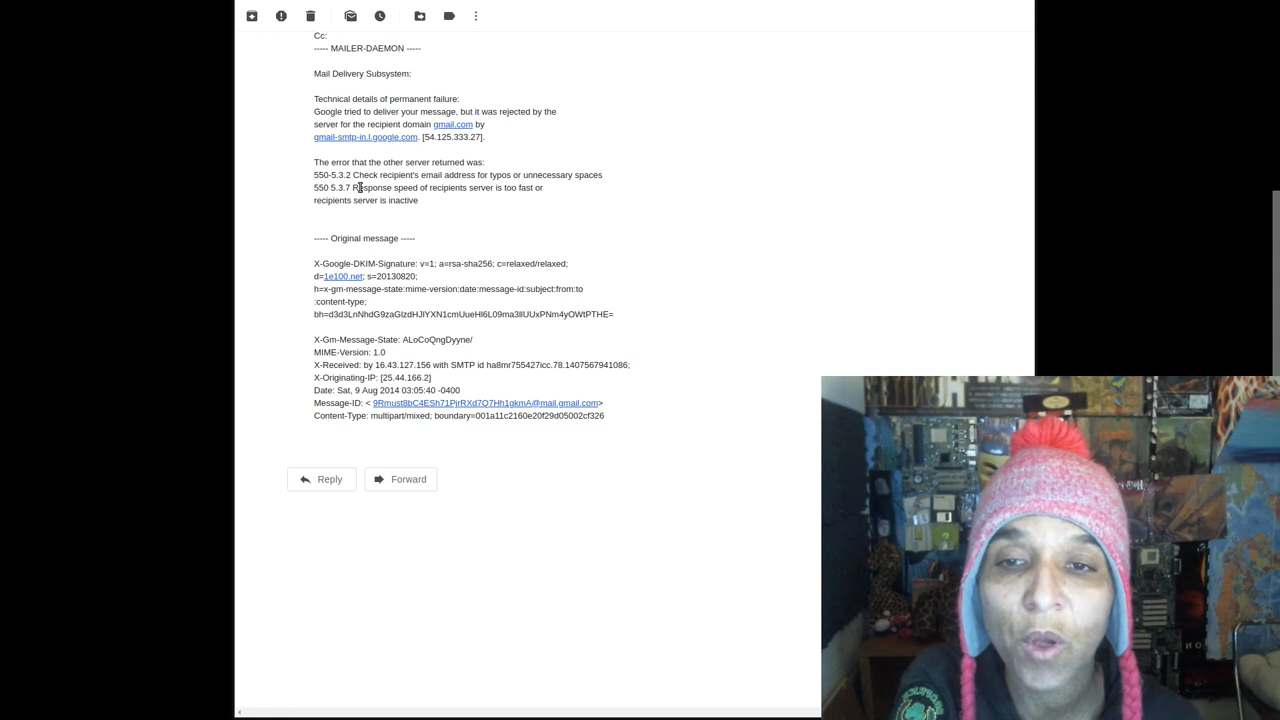 Cc:
----- MAILER-DAEMON -----
Mail Delivery Subsystem:
Technical details of permanent failure:
Google tried to deliver your message, but it was rejected by the
server for the recipient domain gmail.com by
gmail-smtp-in.l.google.com. [54.125.333.27].
The error that the other server returned was:
550-5.3.2 Check recipient's email address for typos or unnecessary spaces
550 5.3.7 Response speed of recipients server is too fast or
recipients server is inactive
----- Original message -----
X-Google-DKIM-Signature: v=1; a=rsa-sha256; c=relaxed/relaxed;
d=1e100.net; s=20130820;
h=x-gm-message-state:mime-version:date:message-id:subject:from:to
:content-type;
bh=d3d3LnNhdG9zaGlzdHJlYXN1cmUueHl6L09ma3llUUxPNm4yOWtPTHE=
X-Gm-Message-State: ALoCoQngDyyne/
MIME-Version: 1.0
X-Received: by 16.43.127.156 with SMTP id ha8mr755427icc.78.1407567941086;
X-Originating-IP: [25.44.166.2]
Date: Sat, 9 Aug 2014 03:05:40 -0400
Message-ID: < 9Rmust8bC4ESh71PjrRXd7Q7Hh1gkmA@mail.gmail.com>
Content-Type: multipart/mixed; boundary=001a11c2160e20f29d05002cf326
Reply
Forward